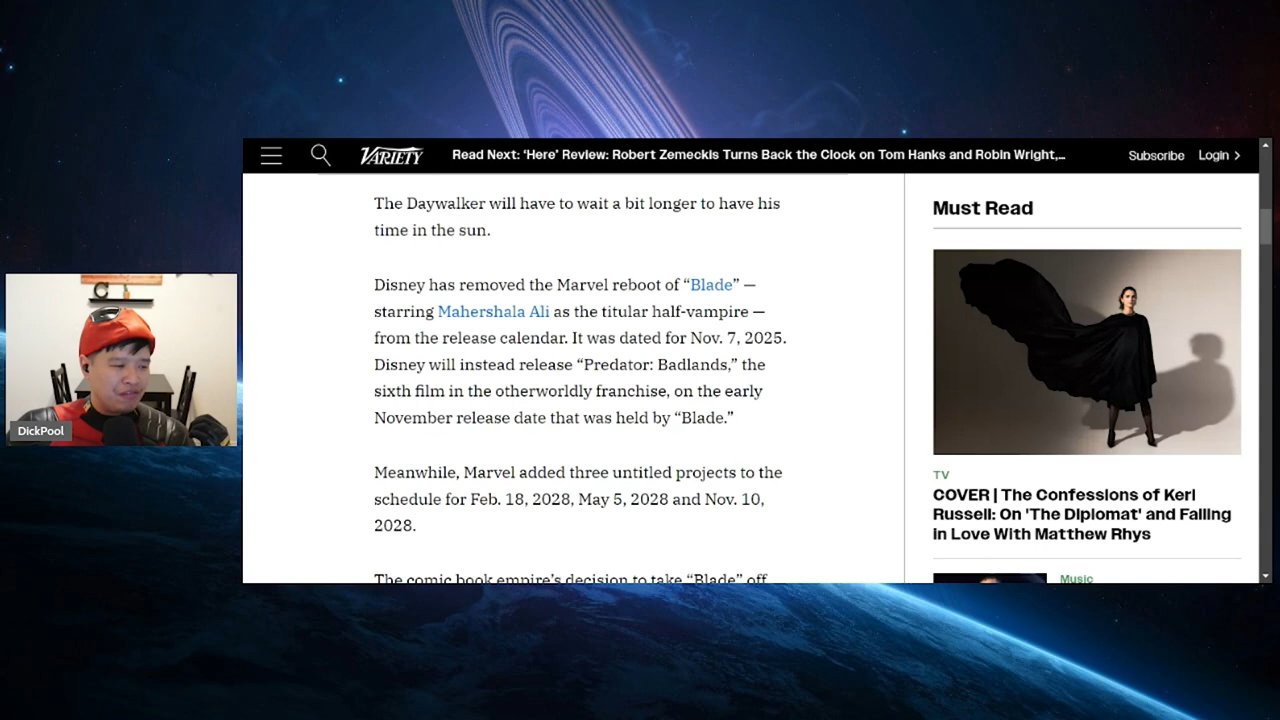 VARIETY
Read Next: ‘Here’ Review: Robert Zemeckis Turns Back the Clock on Tom Hanks and Robin Wright,...
Subscribe
Login
The Daywalker will have to wait a bit longer to have his
time in the sun.
Disney has removed the Marvel reboot of “Blade” —
starring Mahershala Ali as the titular half-vampire —
from the release calendar. It was dated for Nov. 7, 2025.
Disney will instead release “Predator: Badlands,” the
sixth film in the otherworldly franchise, on the early
November release date that was held by “Blade.”
Meanwhile, Marvel added three untitled projects to the
schedule for Feb. 18, 2028, May 5, 2028 and Nov. 10,
2028.
The comic book empire’s decision to take “Blade” off
Must Read
TV
COVER | The Confessions of Keri
Russell: On 'The Diplomat' and Falling
in Love With Matthew Rhys
Music
DickPool